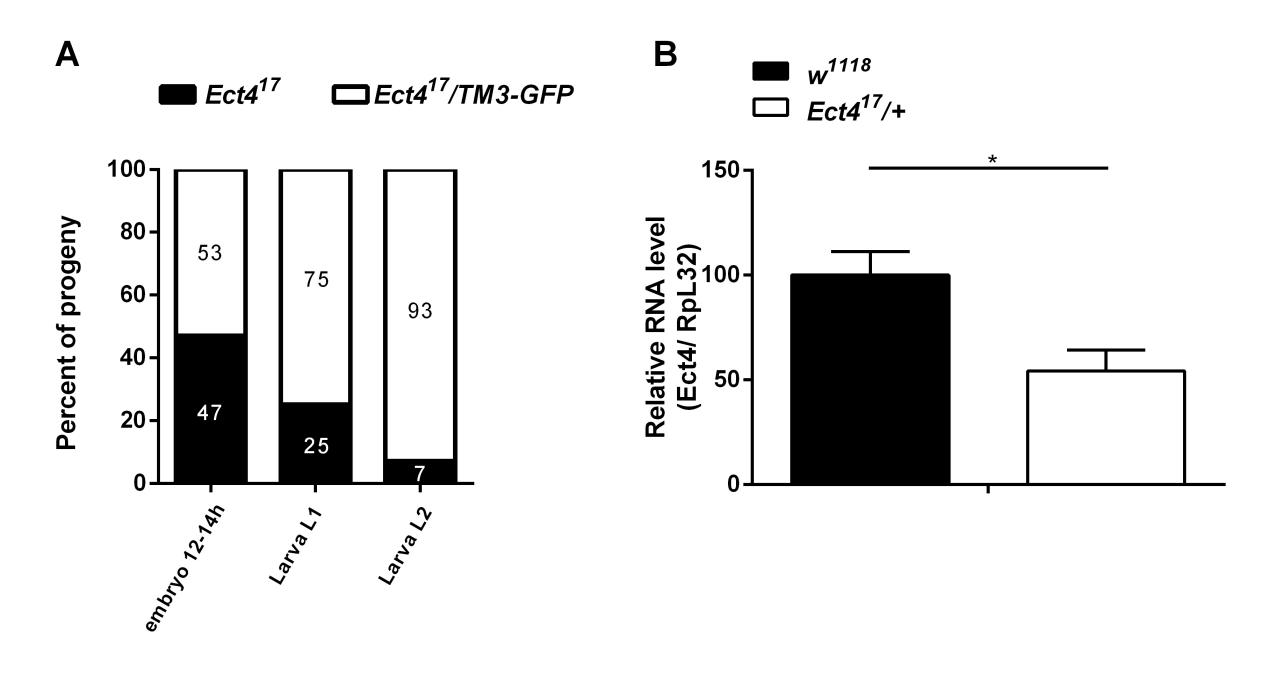 A
Ect4¹⁷ Ect4¹⁷/TM3-GFP
Percent of progeny
100
80
60
40
20
0
53
75
93
47
25
7
embryo 12-14h
Larva L1
Larva L2
B
w¹¹¹⁸
Ect4¹⁷/+
Relative RNA level
(Ect4/ RpL32)
150
100
50
0
*